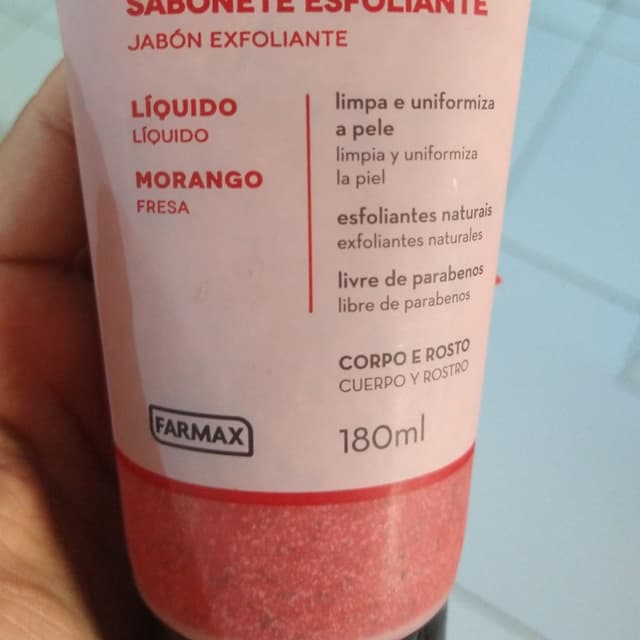 SABONETE ESFOLIANTE
JABÓN EXFOLIANTE
LÍQUIDO
LÍQUIDO
MORANGO
FRESA
limpa e uniformiza
a pele
limpia y uniformiza
la piel
esfoliantes naturais
exfoliantes naturales
livre de parabenos
libre de parabenos
CORPO E ROSTO
CUERPO Y ROSTRO
FARMAX
180ml